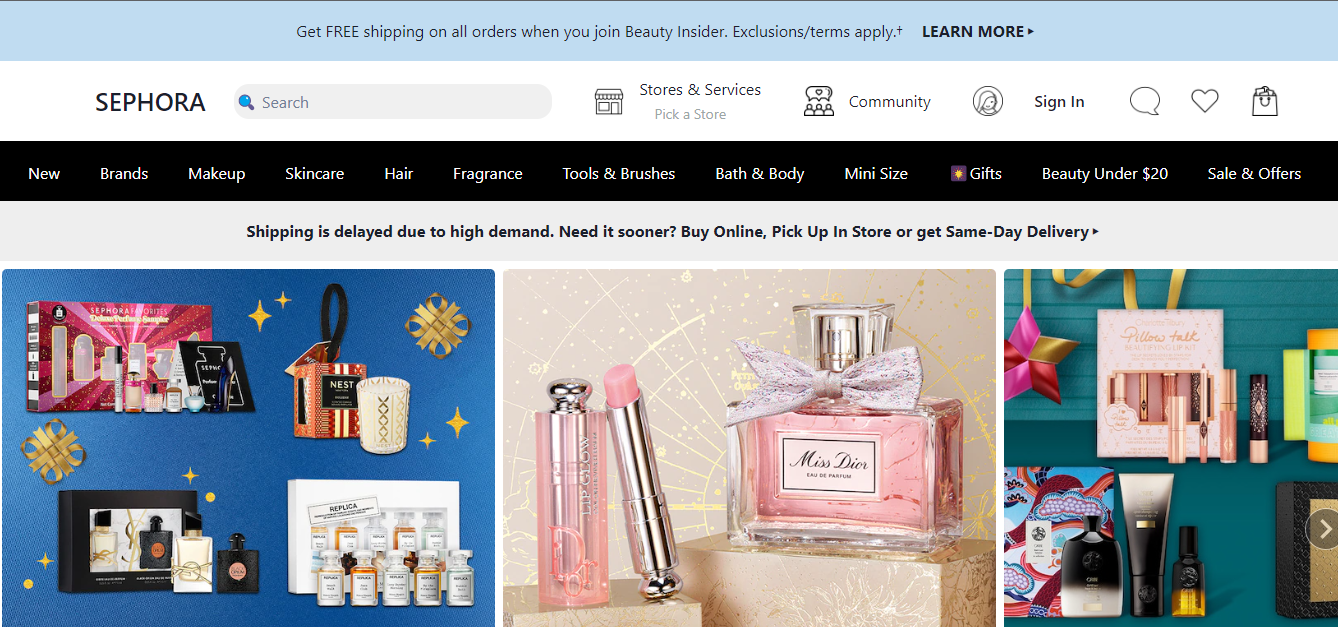 Get FREE shipping on all orders when you join Beauty Insider. Exclusions/terms apply.† LEARN MORE ▸
SEPHORA
Search
Stores & Services
Pick a Store
Community
Sign In
New Brands Makeup Skincare Hair Fragrance Tools & Brushes Bath & Body Mini Size Gifts Beauty Under $20 Sale & Offers
Shipping is delayed due to high demand. Need it sooner? Buy Online, Pick Up In Store or get Same-Day Delivery ▸
SEPHORA FAVORITES
Deluxe Perfume Sampler
NEST
REPLICA
LIP GLOW
Dior
Miss Dior
EAU DE PARFUM
Pillow talk
BEAUTIFYING LIP KIT
ORIBE